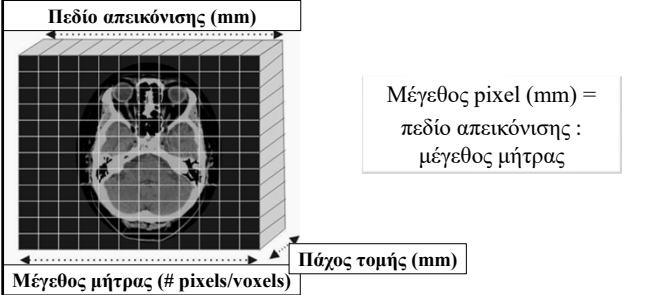 Πεδίο απεικόνισης (mm)
Μέγεθος pixel (mm) =
πεδίο απεικόνισης :
μέγεθος μήτρας
Πάχος τομής (mm)
Μέγεθος μήτρας (# pixels/voxels)